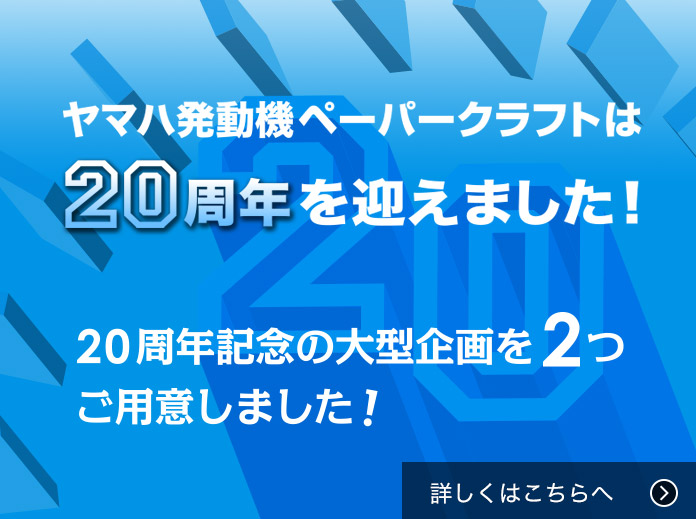 ヤマハ発動機ペーパークラフトは
20周年を迎えました！
20周年記念の大型企画を2つ
ご用意しました！
詳しくはこちらへ